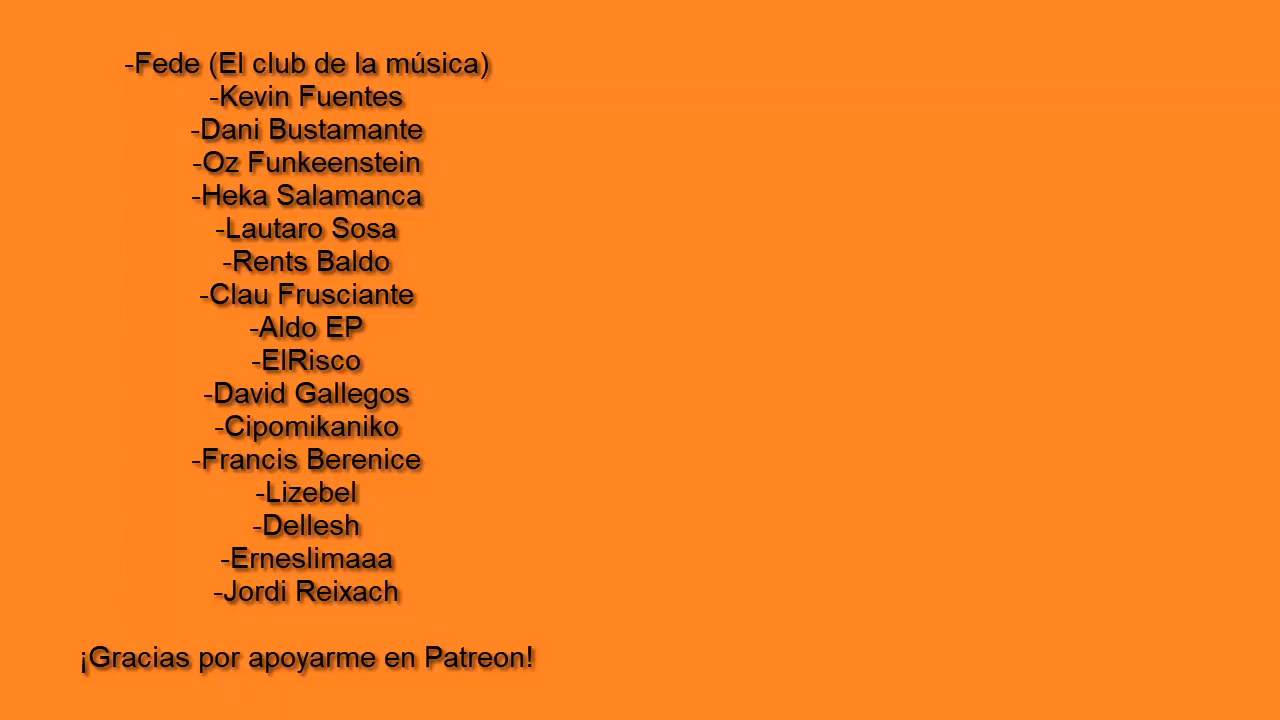 -Fede (El club de la música)
-Kevin Fuentes
-Dani Bustamante
-Oz Funkeenstein
-Heka Salamanca
-Lautaro Sosa
-Rents Baldo
-Clau Frusciante
-Aldo EP
-ElRisco
-David Gallegos
-Cipomikaniko
-Francis Berenice
-Lizebel
-Dellesh
-Erneslimaaa
-Jordi Reixach
¡Gracias por apoyarme en Patreon!